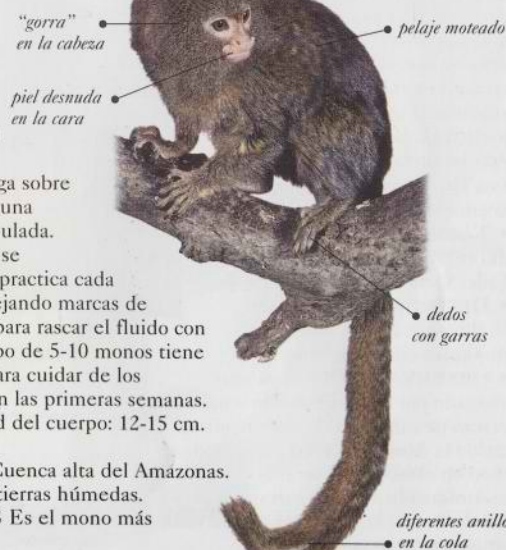 “gorra”
en la cabeza
pelaje moteado
piel desnuda
en la cara
ga sobre
una
ulada.
se
practica cada
ejando marcas de
para rascar el fluido con
po de 5-10 monos tiene
ara cuidar de los
n las primeras semanas.
d del cuerpo: 12-15 cm.
dedos
con garras
Cuenca alta del Amazonas.
tierras húmedas.
Es el mono más
diferentes anillo
en la cola